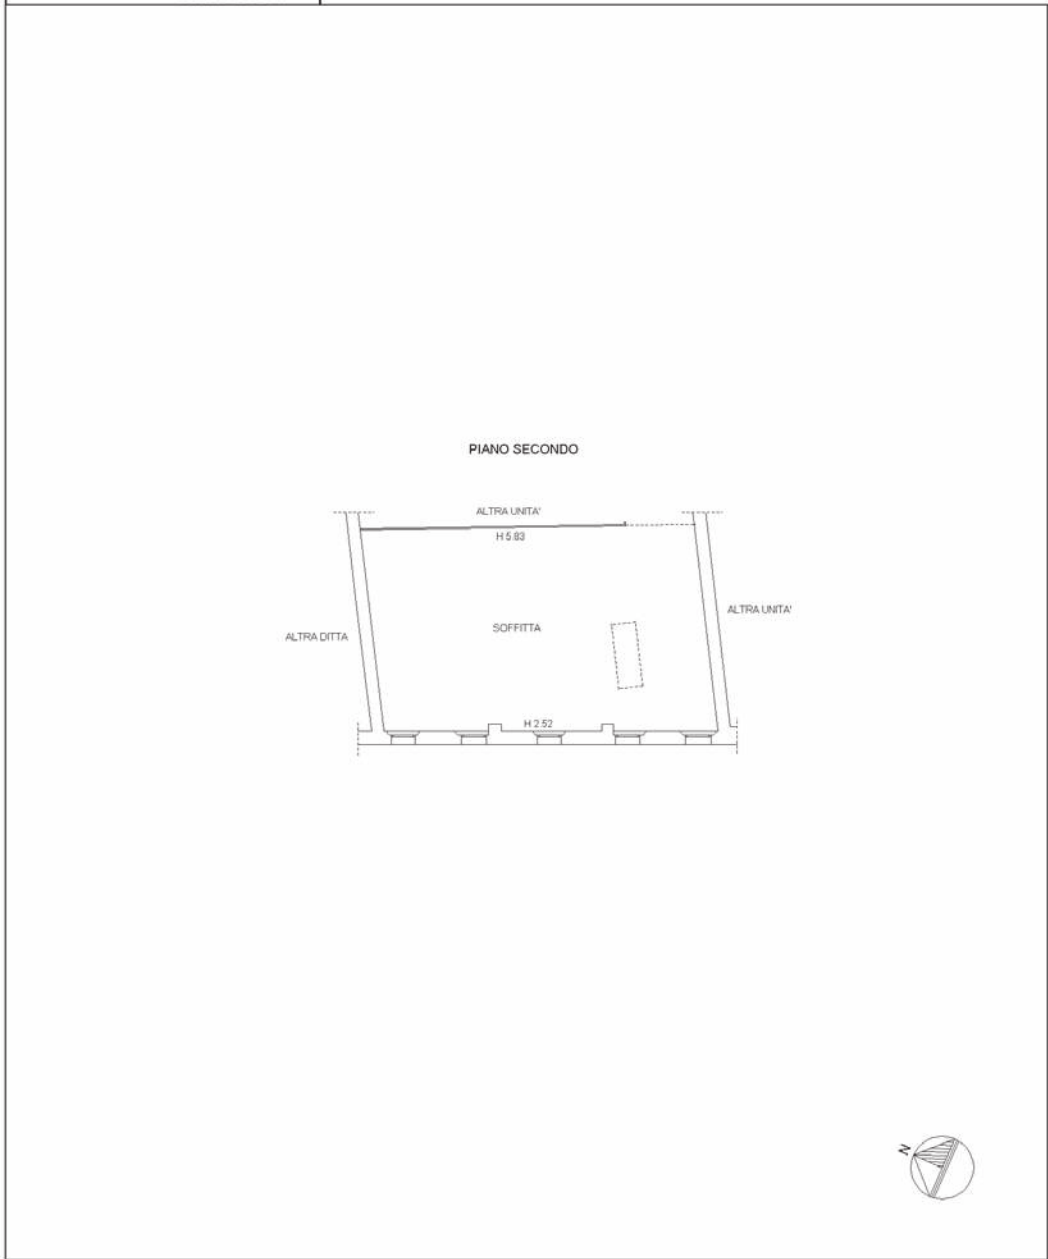 PIANO SECONDO
ALTRA UNITA'
H 5.83
ALTRA UNITA'
SOFFITTA
ALTRA DITTA
H 2.52
N